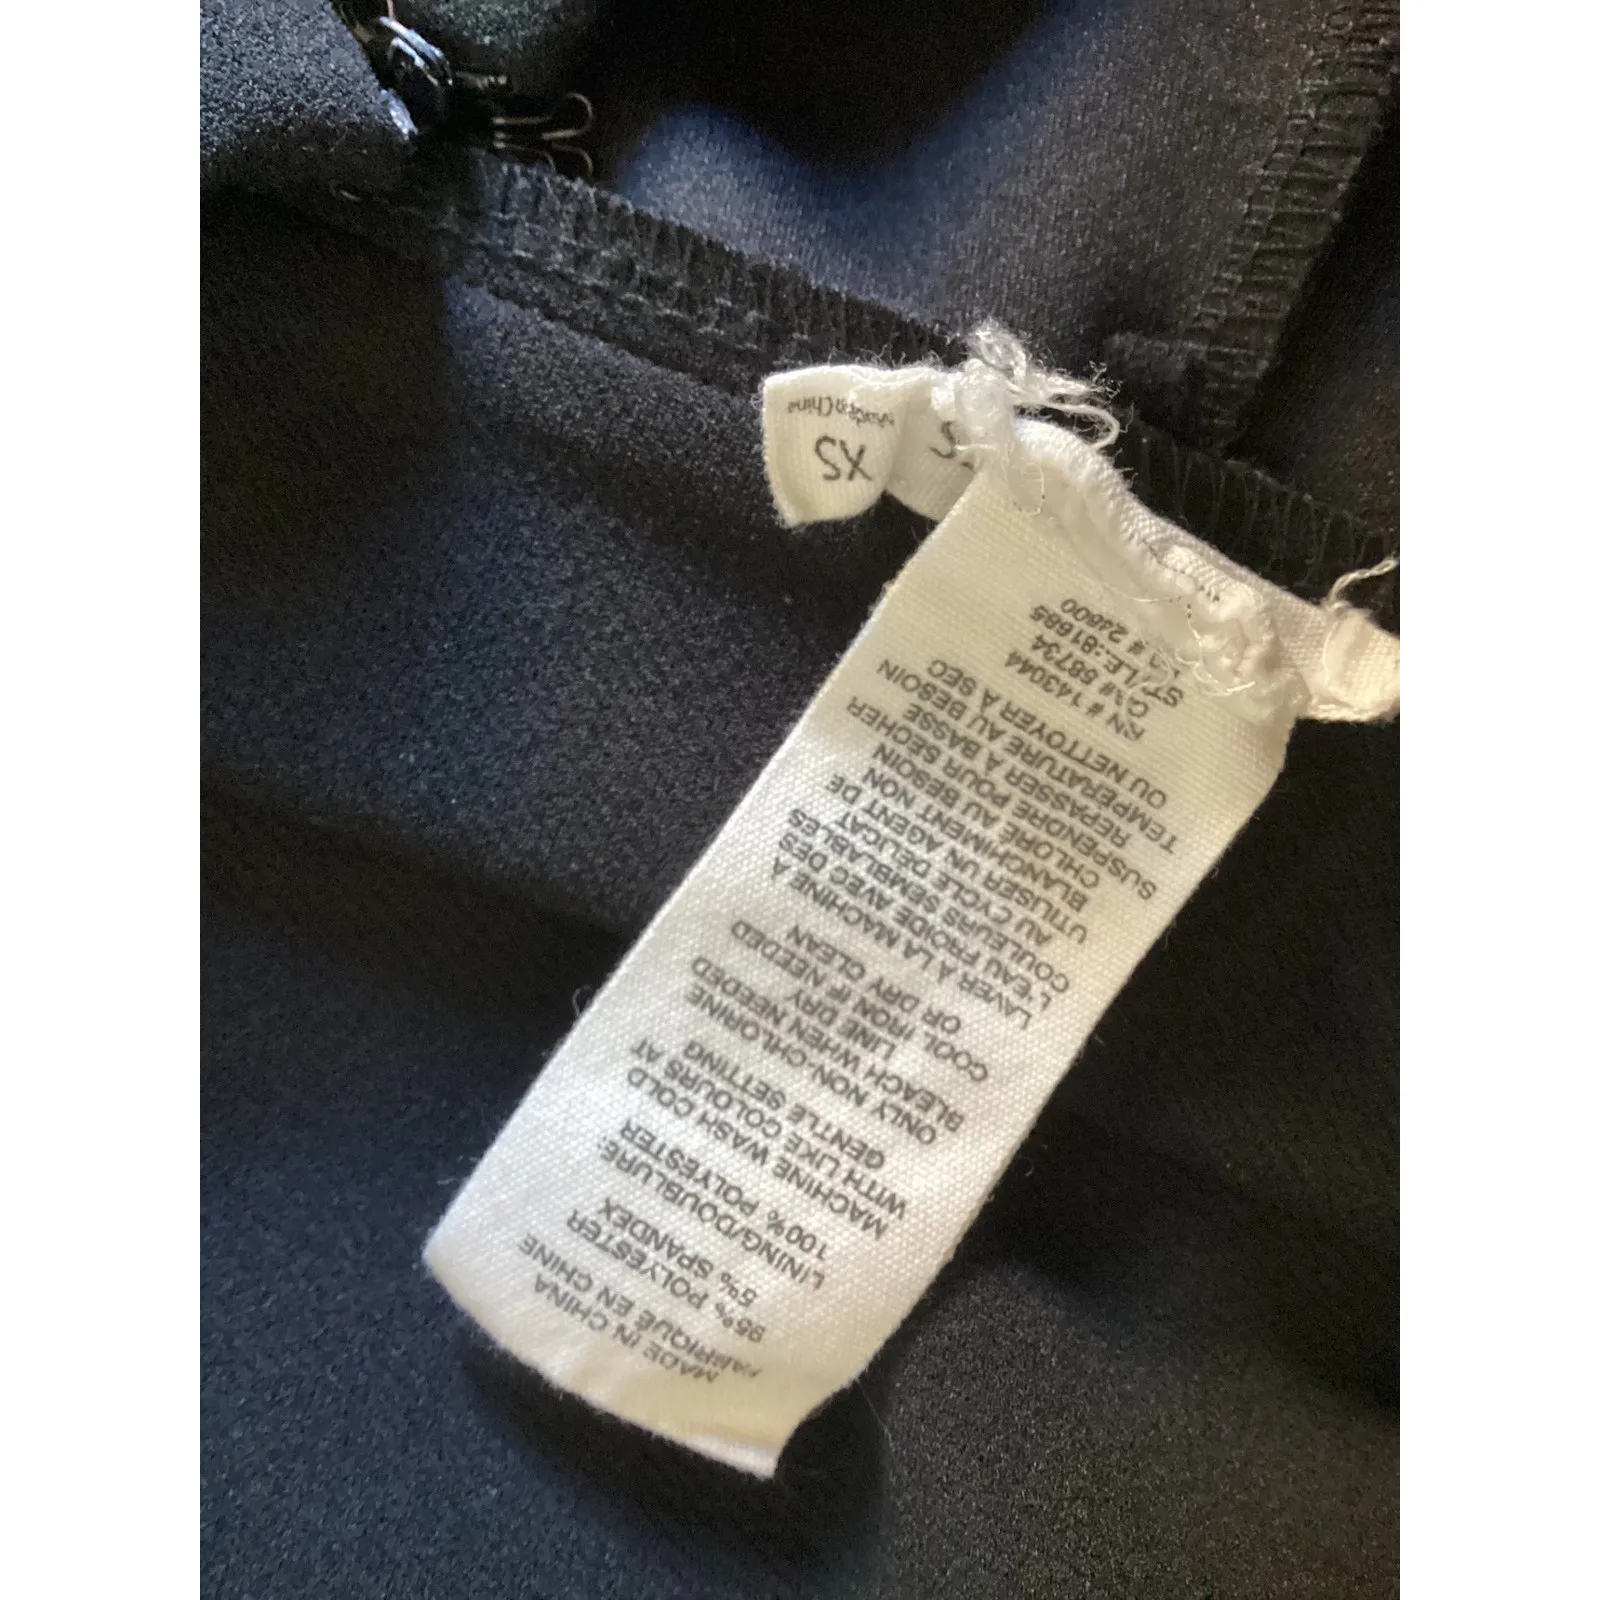 XS
China
MADE IN CHINA
FABRIQUÉ EN CHINE
95% POLYESTER
5% SPANDEX
LINING/DOUBLURE:
100% POLYESTER
MACHINE WASH COLD
WITH LIKE COLOURS AT
GENTLE SETTING
ONLY NON-CHLORINE
BLEACH WHEN NEEDED
LINE DRY
COOL IRON IF NEEDED
OR DRY CLEAN
LAVER À LA MACHINE À
L'EAU FROIDE AVEC DES
COULEURS SEMBLABLES
AU CYCLE DELICAT
UTILISER UN AGENT DE
BLANCHIMENT NON
CHLORE AU BESOIN
SUSPENDRE POUR SECHER
REPASSER À BASSE
TEMPERATURE AU BESOIN
OU NETTOYER À SEC
RN # 143044
CA# 58734
STYLE:
# 2d600